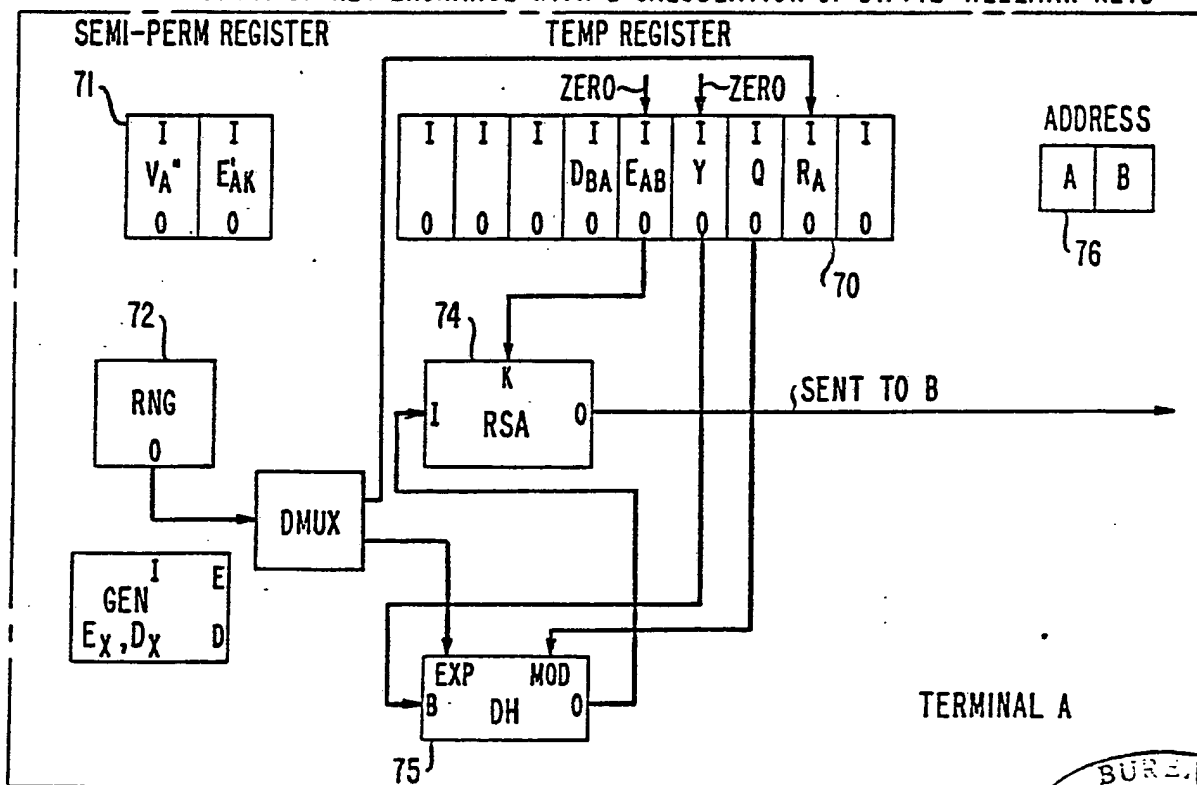 SEMI-PERM REGISTER
TEMP REGISTER
71
ZERO
ZERO
I I
V_A" E'_AK
0 0
I I I I I I I I I
D_BA E_AB Y Q R_A
0 0 0 0 0 0 0 0 0
ADDRESS
A B
76
70
72
RNG
0
74
K
I RSA 0
SENT TO B
DMUX
I E
GEN
E_X, D_X D
EXP MOD
B DH 0
75
TERMINAL A